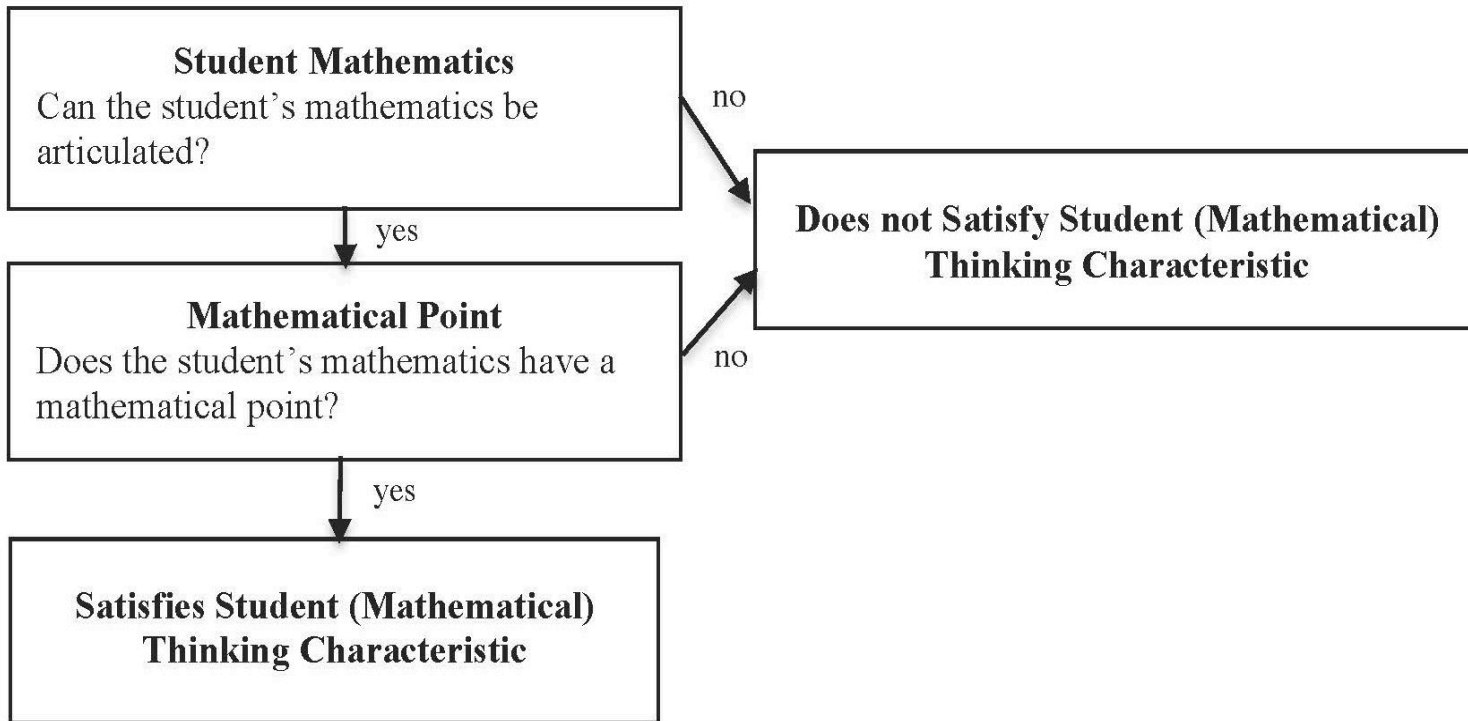 Student Mathematics
Can the student’s mathematics be
articulated?
no
Does not Satisfy Student (Mathematical)
Thinking Characteristic
yes
Mathematical Point
Does the student’s mathematics have a
mathematical point?
no
yes
Satisfies Student (Mathematical)
Thinking Characteristic